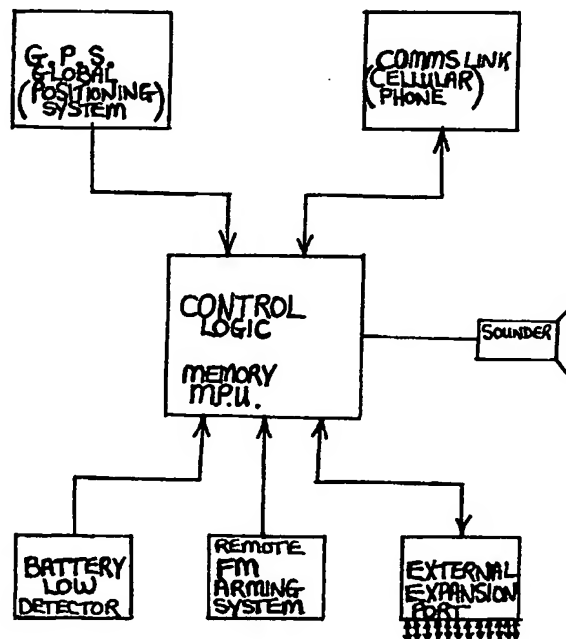 G.P.S.
GLOBAL
(POSITIONING)
SYSTEM
COMMS LINK
(CELLULAR)
PHONE
CONTROL
LOGIC
MEMORY
M.P.U.
SOUNDER
BATTERY
LOW
DETECTOR
REMOTE
FM
ARMING
SYSTEM
EXTERNAL
EXPANSION
PORT